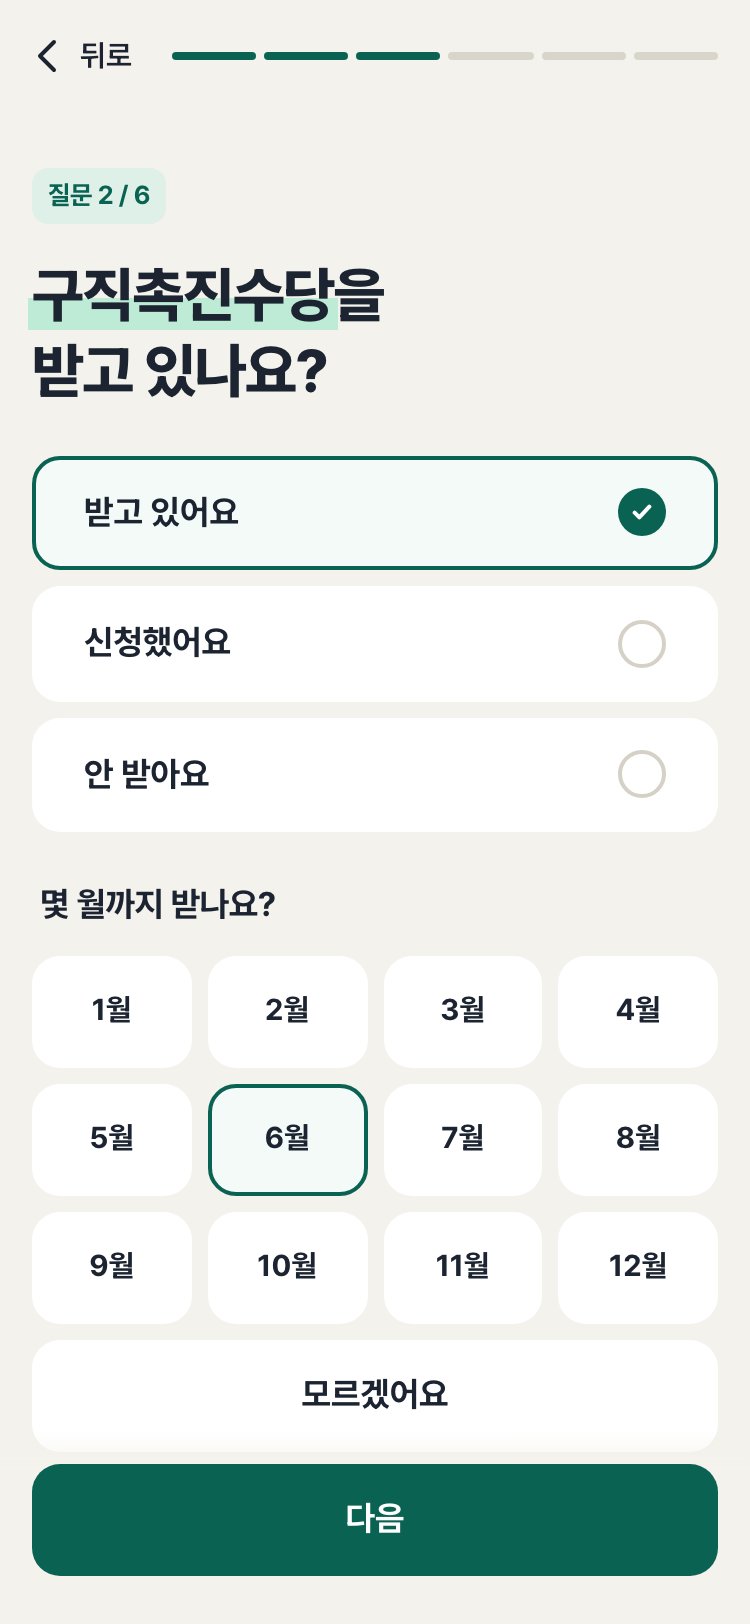 뒤로
질문 2 / 6
구직촉진수당을
받고 있나요?
받고 있어요
신청했어요
안 받아요
몇 월까지 받나요?
1월 2월 3월 4월
5월 6월 7월 8월
9월 10월 11월 12월
모르겠어요
다음